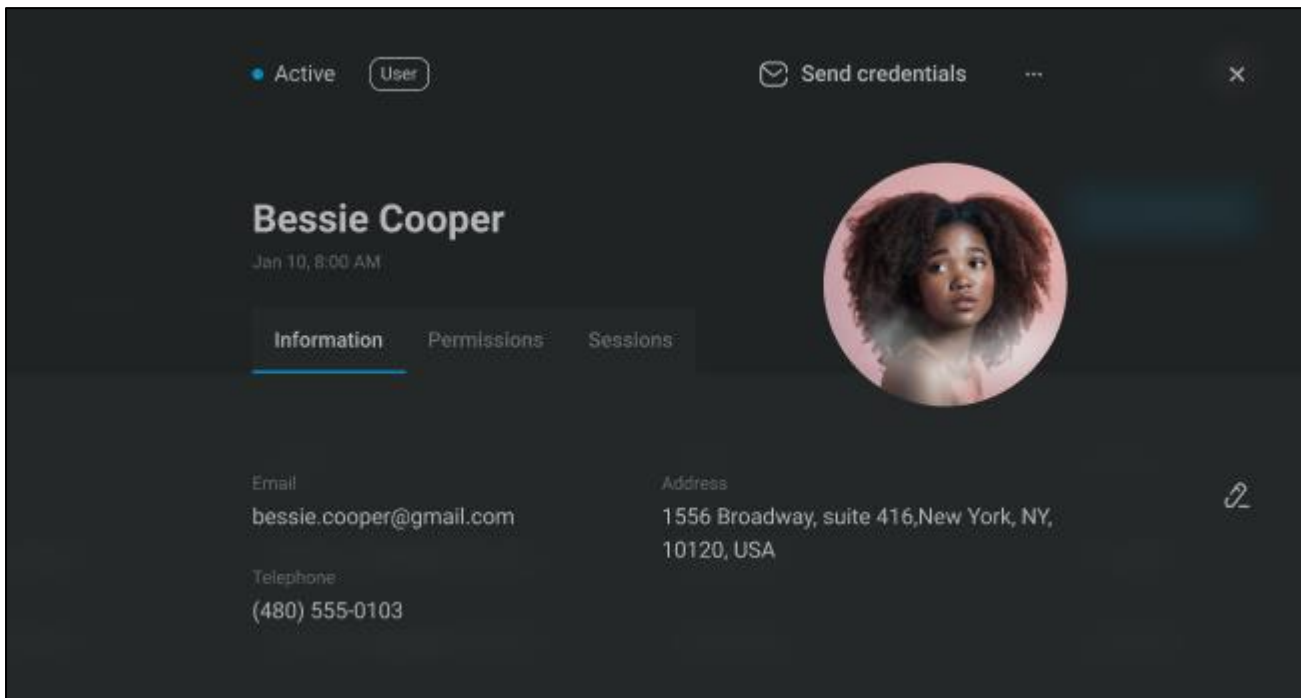 Active
User
Send credentials
...
Bessie Cooper
Jan 10, 8:00 AM
Information
Permissions
Sessions
Email
bessie.cooper@gmail.com
Address
1556 Broadway, suite 416,New York, NY,
10120, USA
Telephone
(480) 555-0103